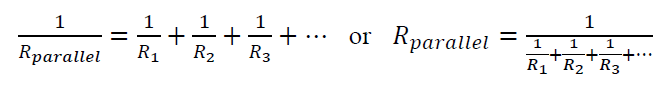 1/R_parallel = 1/R_1 + 1/R_2 + 1/R_3 + ⋯ or R_parallel = 1/(1/R_1 + 1/R_2 + 1/R_3 + ⋯)